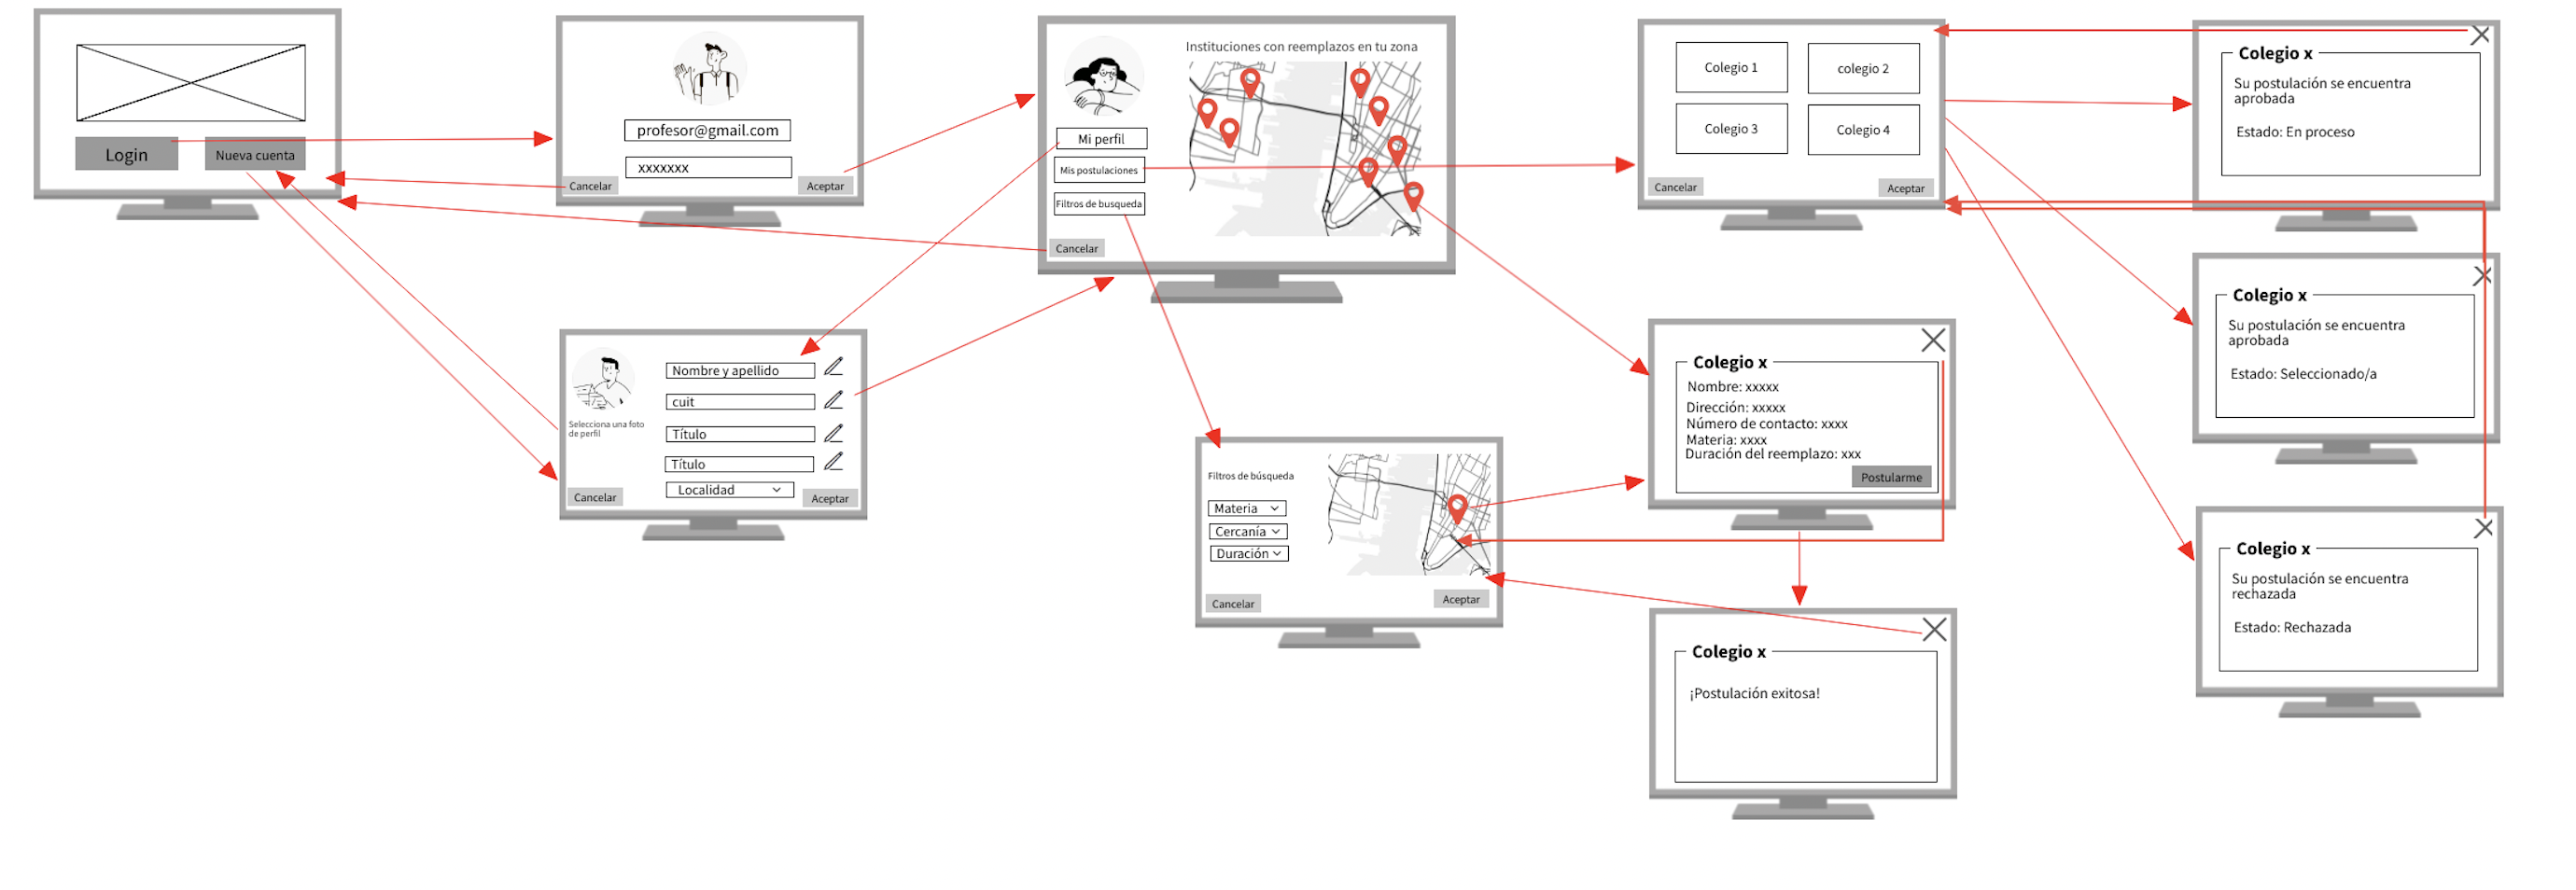 Login
Nueva cuenta
profesor@gmail.com
xxxxxxx
Cancelar
Aceptar
Instituciones con reemplazos en tu zona
Mi perfil
Mis postulaciones
Filtros de busqueda
Cancelar
Colegio 1
colegio 2
Colegio 3
Colegio 4
Cancelar
Aceptar
Colegio x
Su postulación se encuentra
aprobada
Estado: En proceso
Colegio x
Su postulación se encuentra
aprobada
Estado: Seleccionado/a
Nombre y apellido
cuit
Título
Título
Localidad
Selecciona una foto
de perfil
Cancelar
Aceptar
Colegio x
Nombre: xxxxx
Dirección: xxxxx
Número de contacto: xxxx
Materia: xxxx
Duración del reemplazo: xxx
Postularme
Filtros de búsqueda
Materia
Cercanía
Duración
Cancelar
Aceptar
Colegio x
Su postulación se encuentra
rechazada
Estado: Rechazada
Colegio x
¡Postulación exitosa!